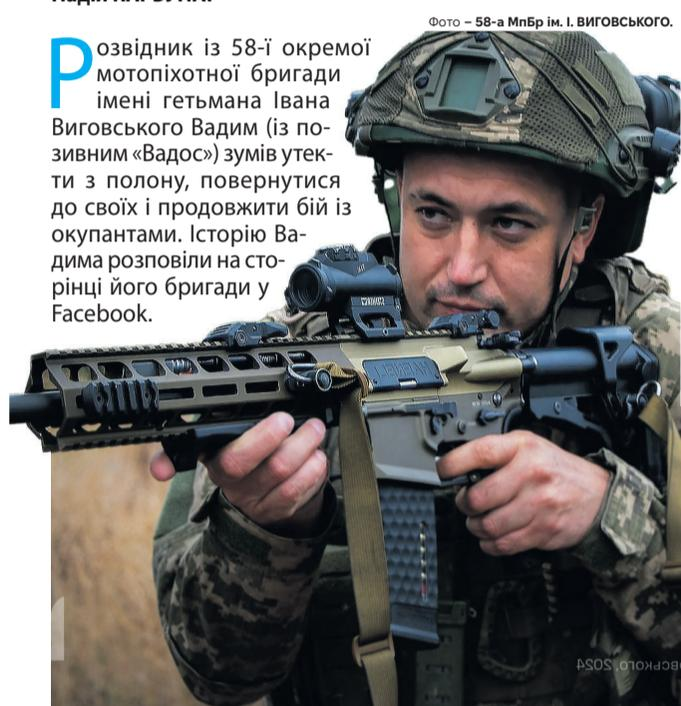 Фото – 58-а МпБр ім. І. ВИГОВСЬКОГО.
Розвідник із 58-ї окремої
мотопіхотної бригади
імені гетьмана Івана
Виговського Вадим (із по-
зивним «Вадос») зумів утек-
ти з полону, повернутися
до своїх і продовжити бій із
окупантами. Історію Ва-
дима розповіли на сто-
рінці його бригади у
Facebook.